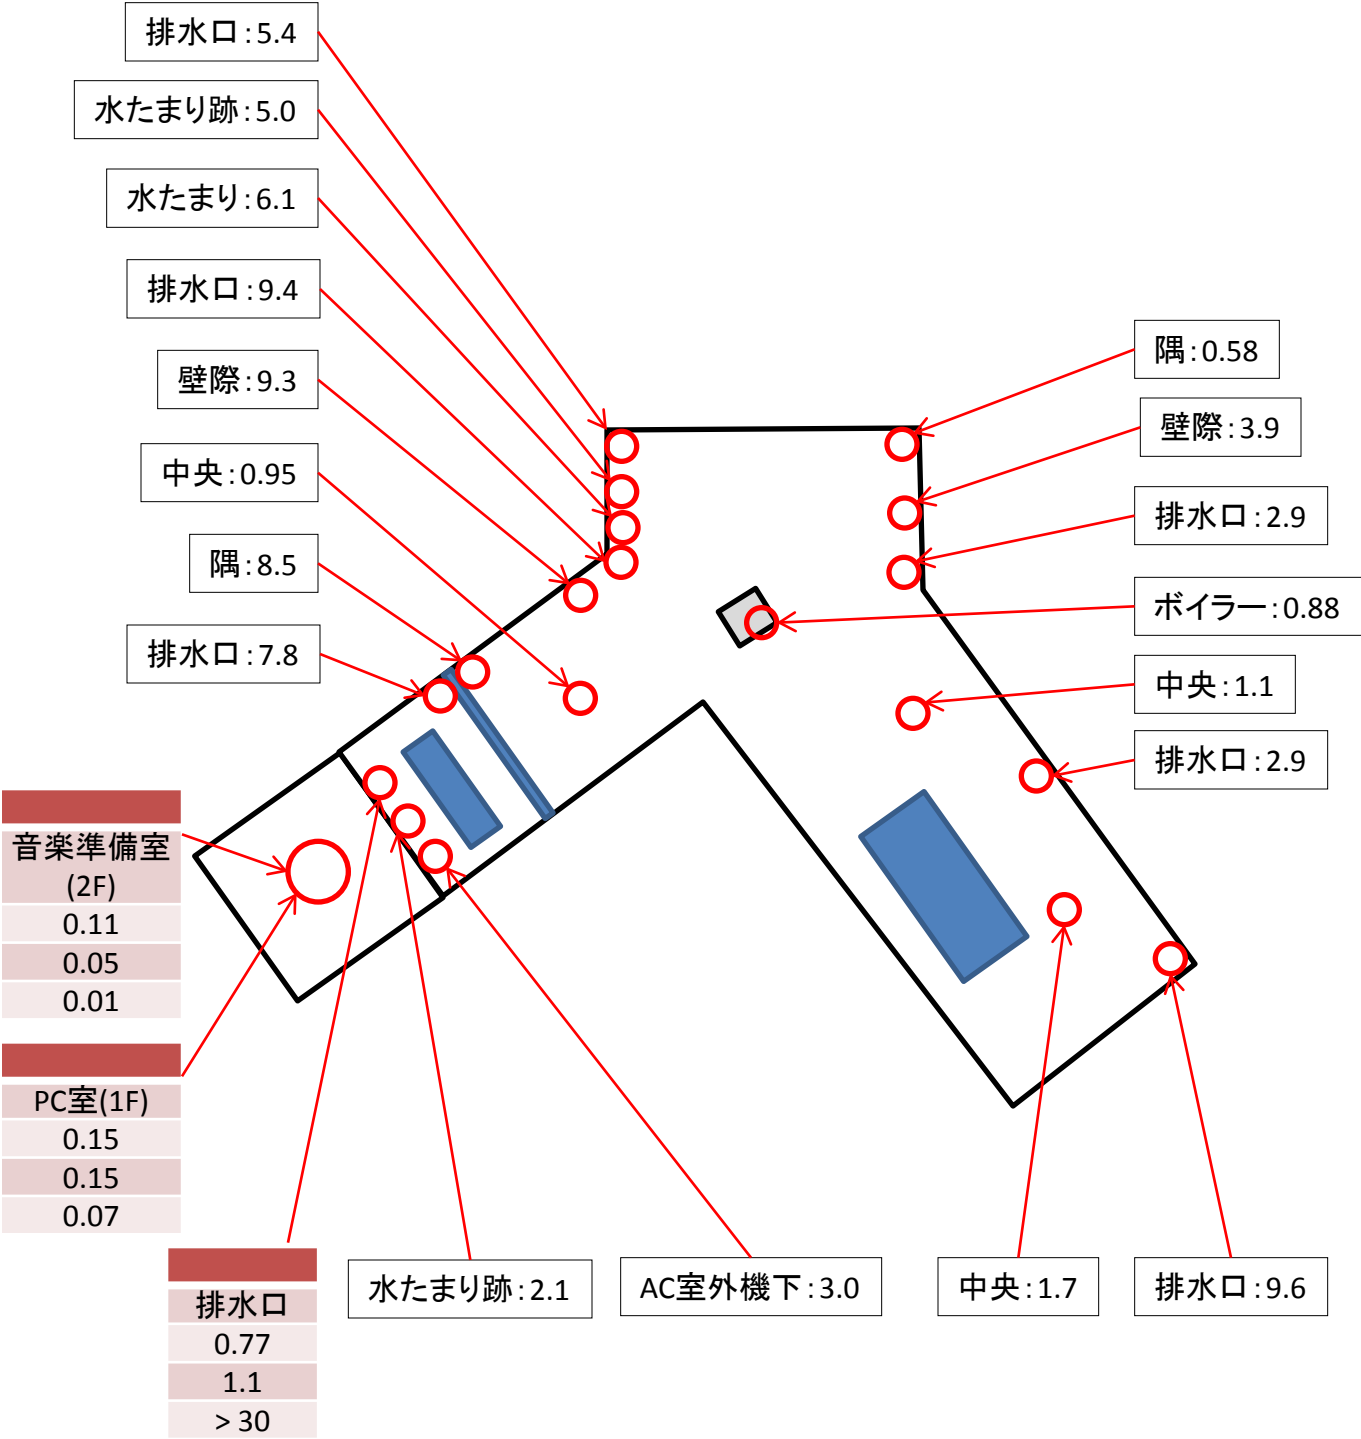 排水口:5.4
水たまり跡:5.0
水たまり:6.1
排水口:9.4
壁際:9.3
中央:0.95
隅:8.5
排水口:7.8
隅:0.58
壁際:3.9
排水口:2.9
ボイラー:0.88
中央:1.1
排水口:2.9
音楽準備室
(2F)
0.11
0.05
0.01
PC室(1F)
0.15
0.15
0.07
排水口
0.77
1.1
> 30
水たまり跡:2.1
AC室外機下:3.0
中央:1.7
排水口:9.6